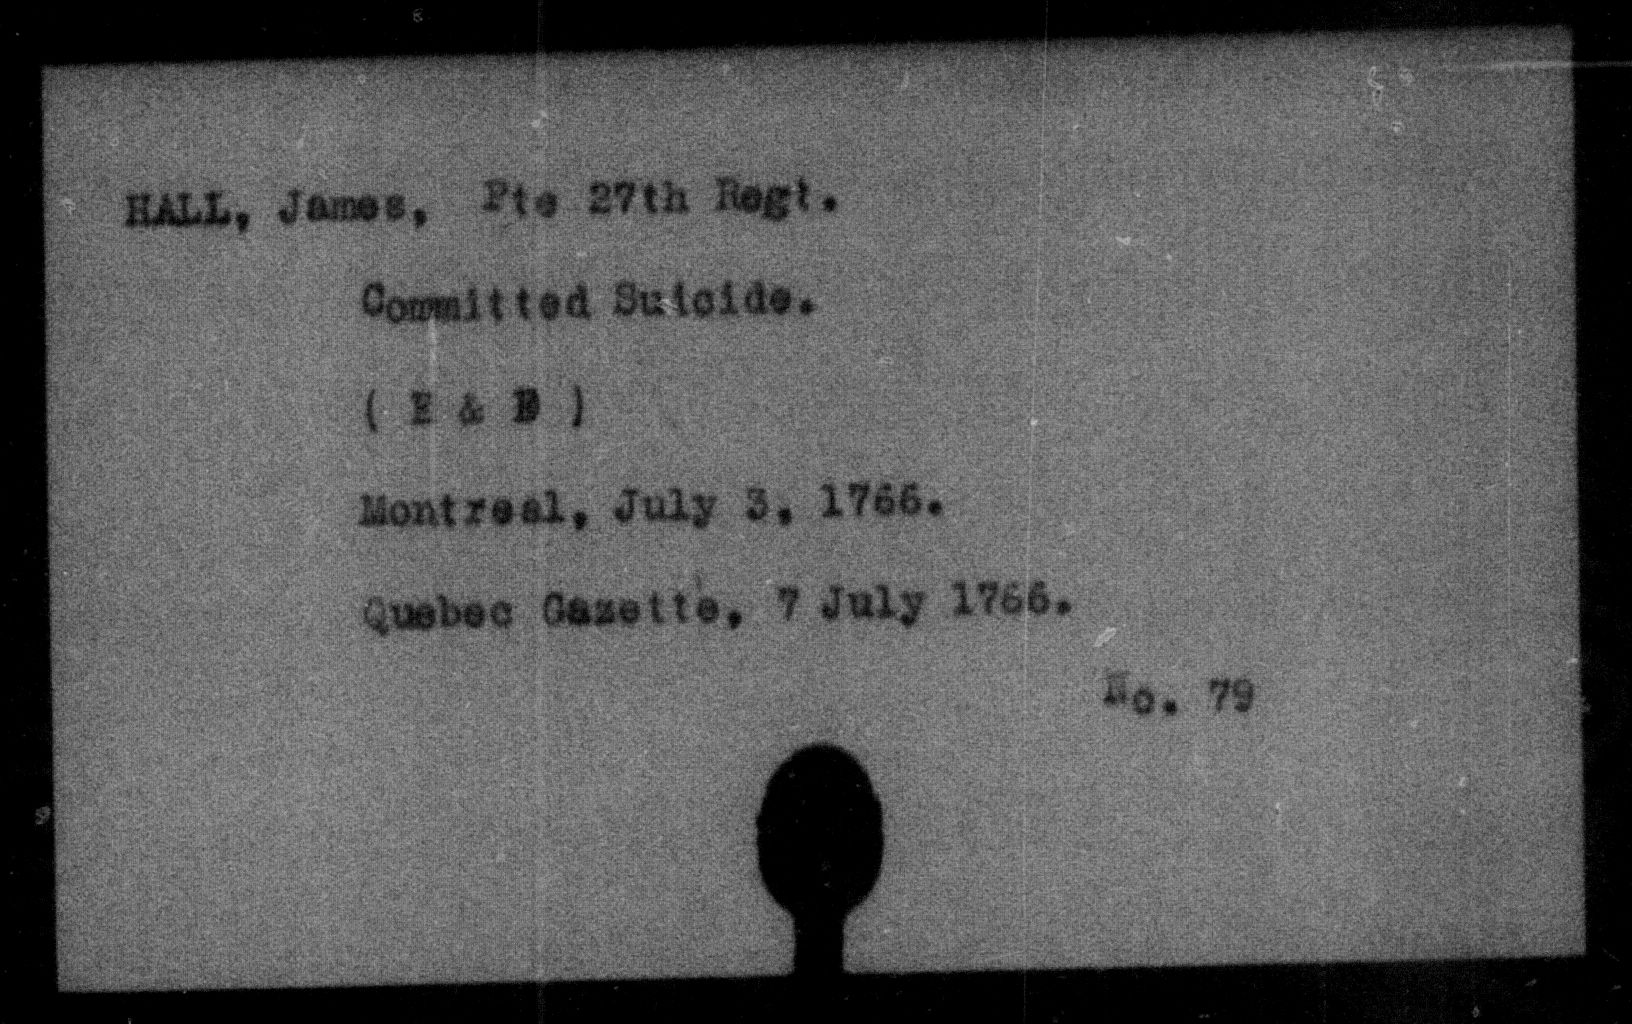 HALL, James, Pte 27th Regt.
Committed Suicide.
( E & D )
Montreal, July 3, 1766.
Quebec Gazette, 7 July 1766.
No. 79